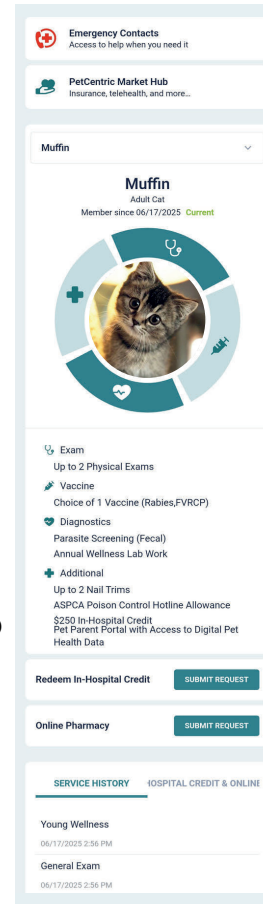 Emergency Contacts
Access to help when you need it
PetCentric Market Hub
Insurance, telehealth, and more...
Muffin
Muffin
Adult Cat
Member since 06/17/2025 Current
Exam
Up to 2 Physical Exams
Vaccine
Choice of 1 Vaccine (Rabies,FVRCP)
Diagnostics
Parasite Screening (Fecal)
Annual Wellness Lab Work
Additional
Up to 2 Nail Trims
ASPCA Poison Control Hotline Allowance
$250 In-Hospital Credit
Pet Parent Portal with Access to Digital Pet
Health Data
Redeem In-Hospital Credit SUBMIT REQUEST
Online Pharmacy SUBMIT REQUEST
SERVICE HISTORY HOSPITAL CREDIT & ONLINE
Young Wellness
06/17/2025 2:56 PM
General Exam
06/17/2025 2:56 PM